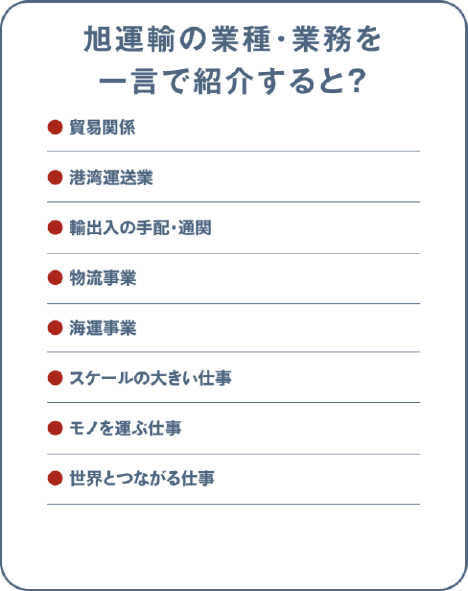 旭運輸の業種・業務を
一言で紹介すると?
貿易関係
港湾運送業
輸出入の手配・通関
物流事業
海運事業
スケールの大きい仕事
モノを運ぶ仕事
世界とつながる仕事